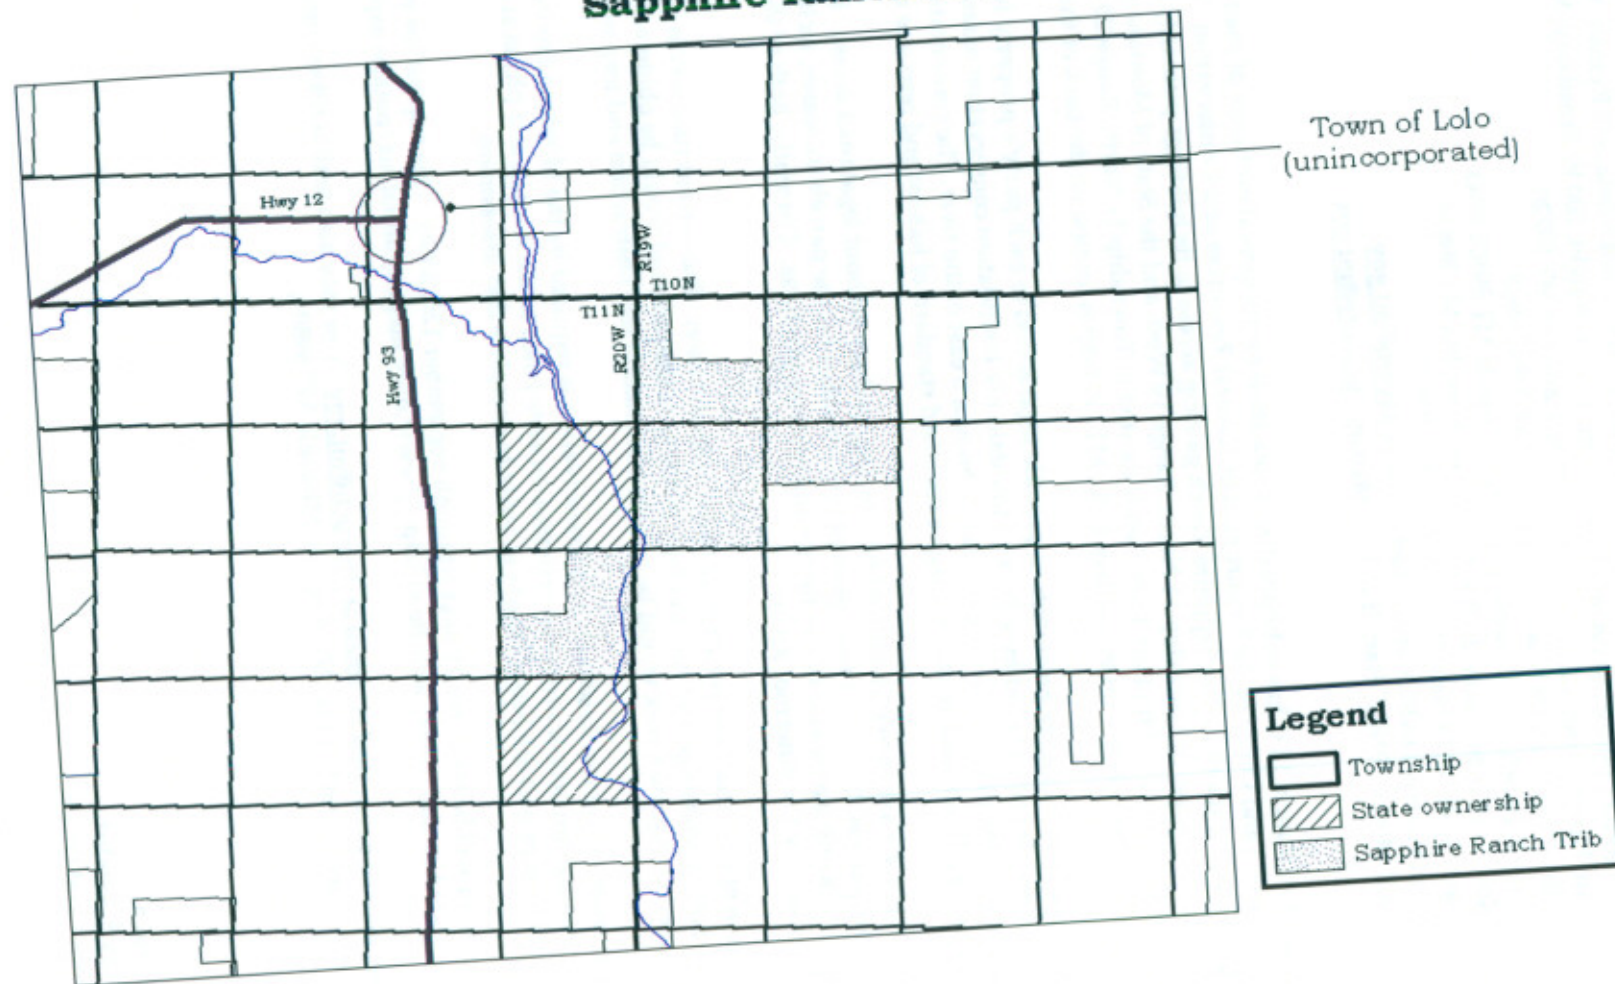 Sapphire
Town of Lolo
(unincorporated)
Hwy 12
R19W
T10N
T11N
R20W
Hwy 93
Legend
Township
State ownership
Sapphire Ranch Trib